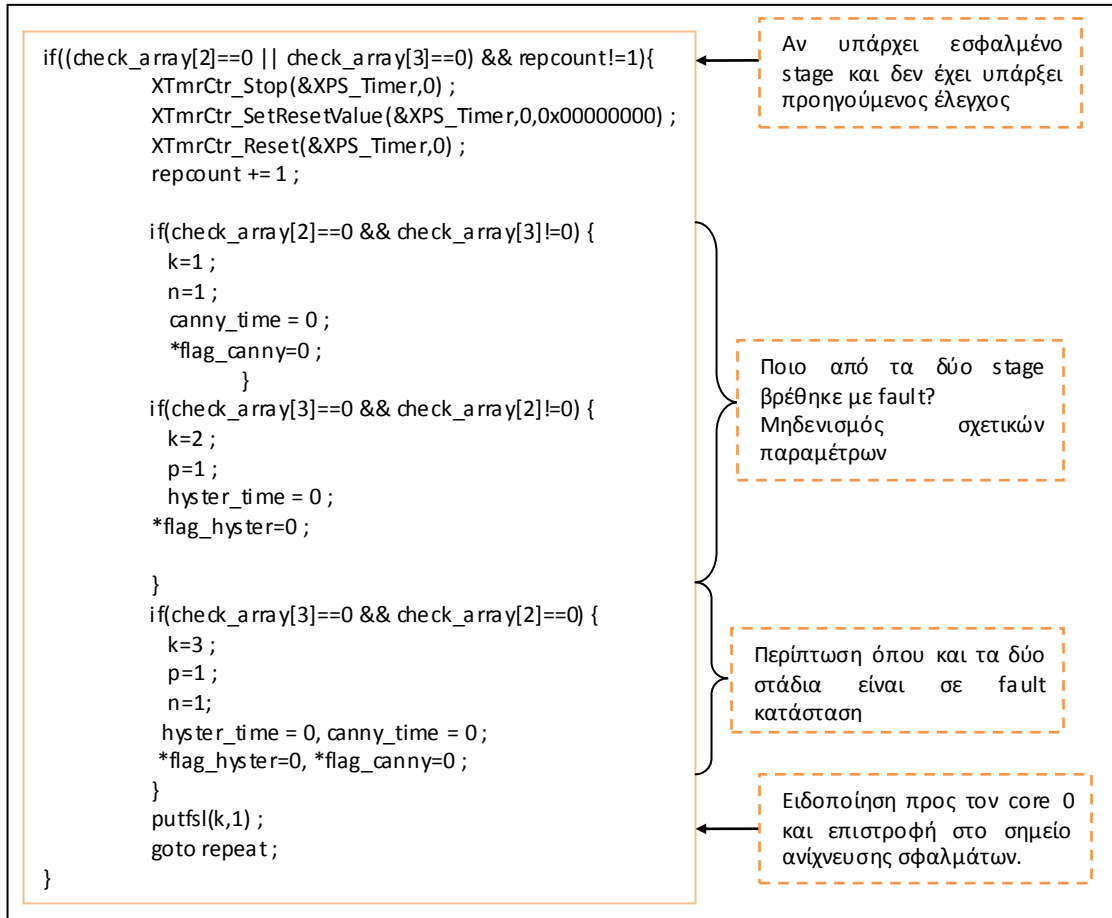 if((check_array[2]==0 || check_array[3]==0) && repcount!=1){
XTmrCtr_Stop(&XPS_Timer,0) ;
XTmrCtr_SetResetValue(&XPS_Timer,0,0x00000000) ;
XTmrCtr_Reset(&XPS_Timer,0) ;
repcount += 1 ;
if(check_array[2]==0 && check_array[3]!=0) {
k=1 ;
n=1 ;
canny_time = 0 ;
*flag_canny=0 ;
}
if(check_array[3]==0 && check_array[2]!=0) {
k=2 ;
p=1 ;
hyster_time = 0 ;
*flag_hyster=0 ;
}
if(check_array[3]==0 && check_array[2]==0) {
k=3 ;
p=1 ;
n=1;
hyster_time = 0, canny_time = 0 ;
*flag_hyster=0, *flag_canny=0 ;
}
putfsl(k,1) ;
goto repeat ;
}
Αν υπάρχει εσφαλμένο
stage και δεν έχει υπάρξει
προηγούμενος έλεγχος
Ποιο από τα δύο stage
βρέθηκε με fault?
Μηδενισμός σχετικών
παραμέτρων
Περίπτωση όπου και τα δύο
στάδια είναι σε fault
κατάσταση
Ειδοποίηση προς τον core 0
και επιστροφή στο σημείο
ανίχνευσης σφαλμάτων.